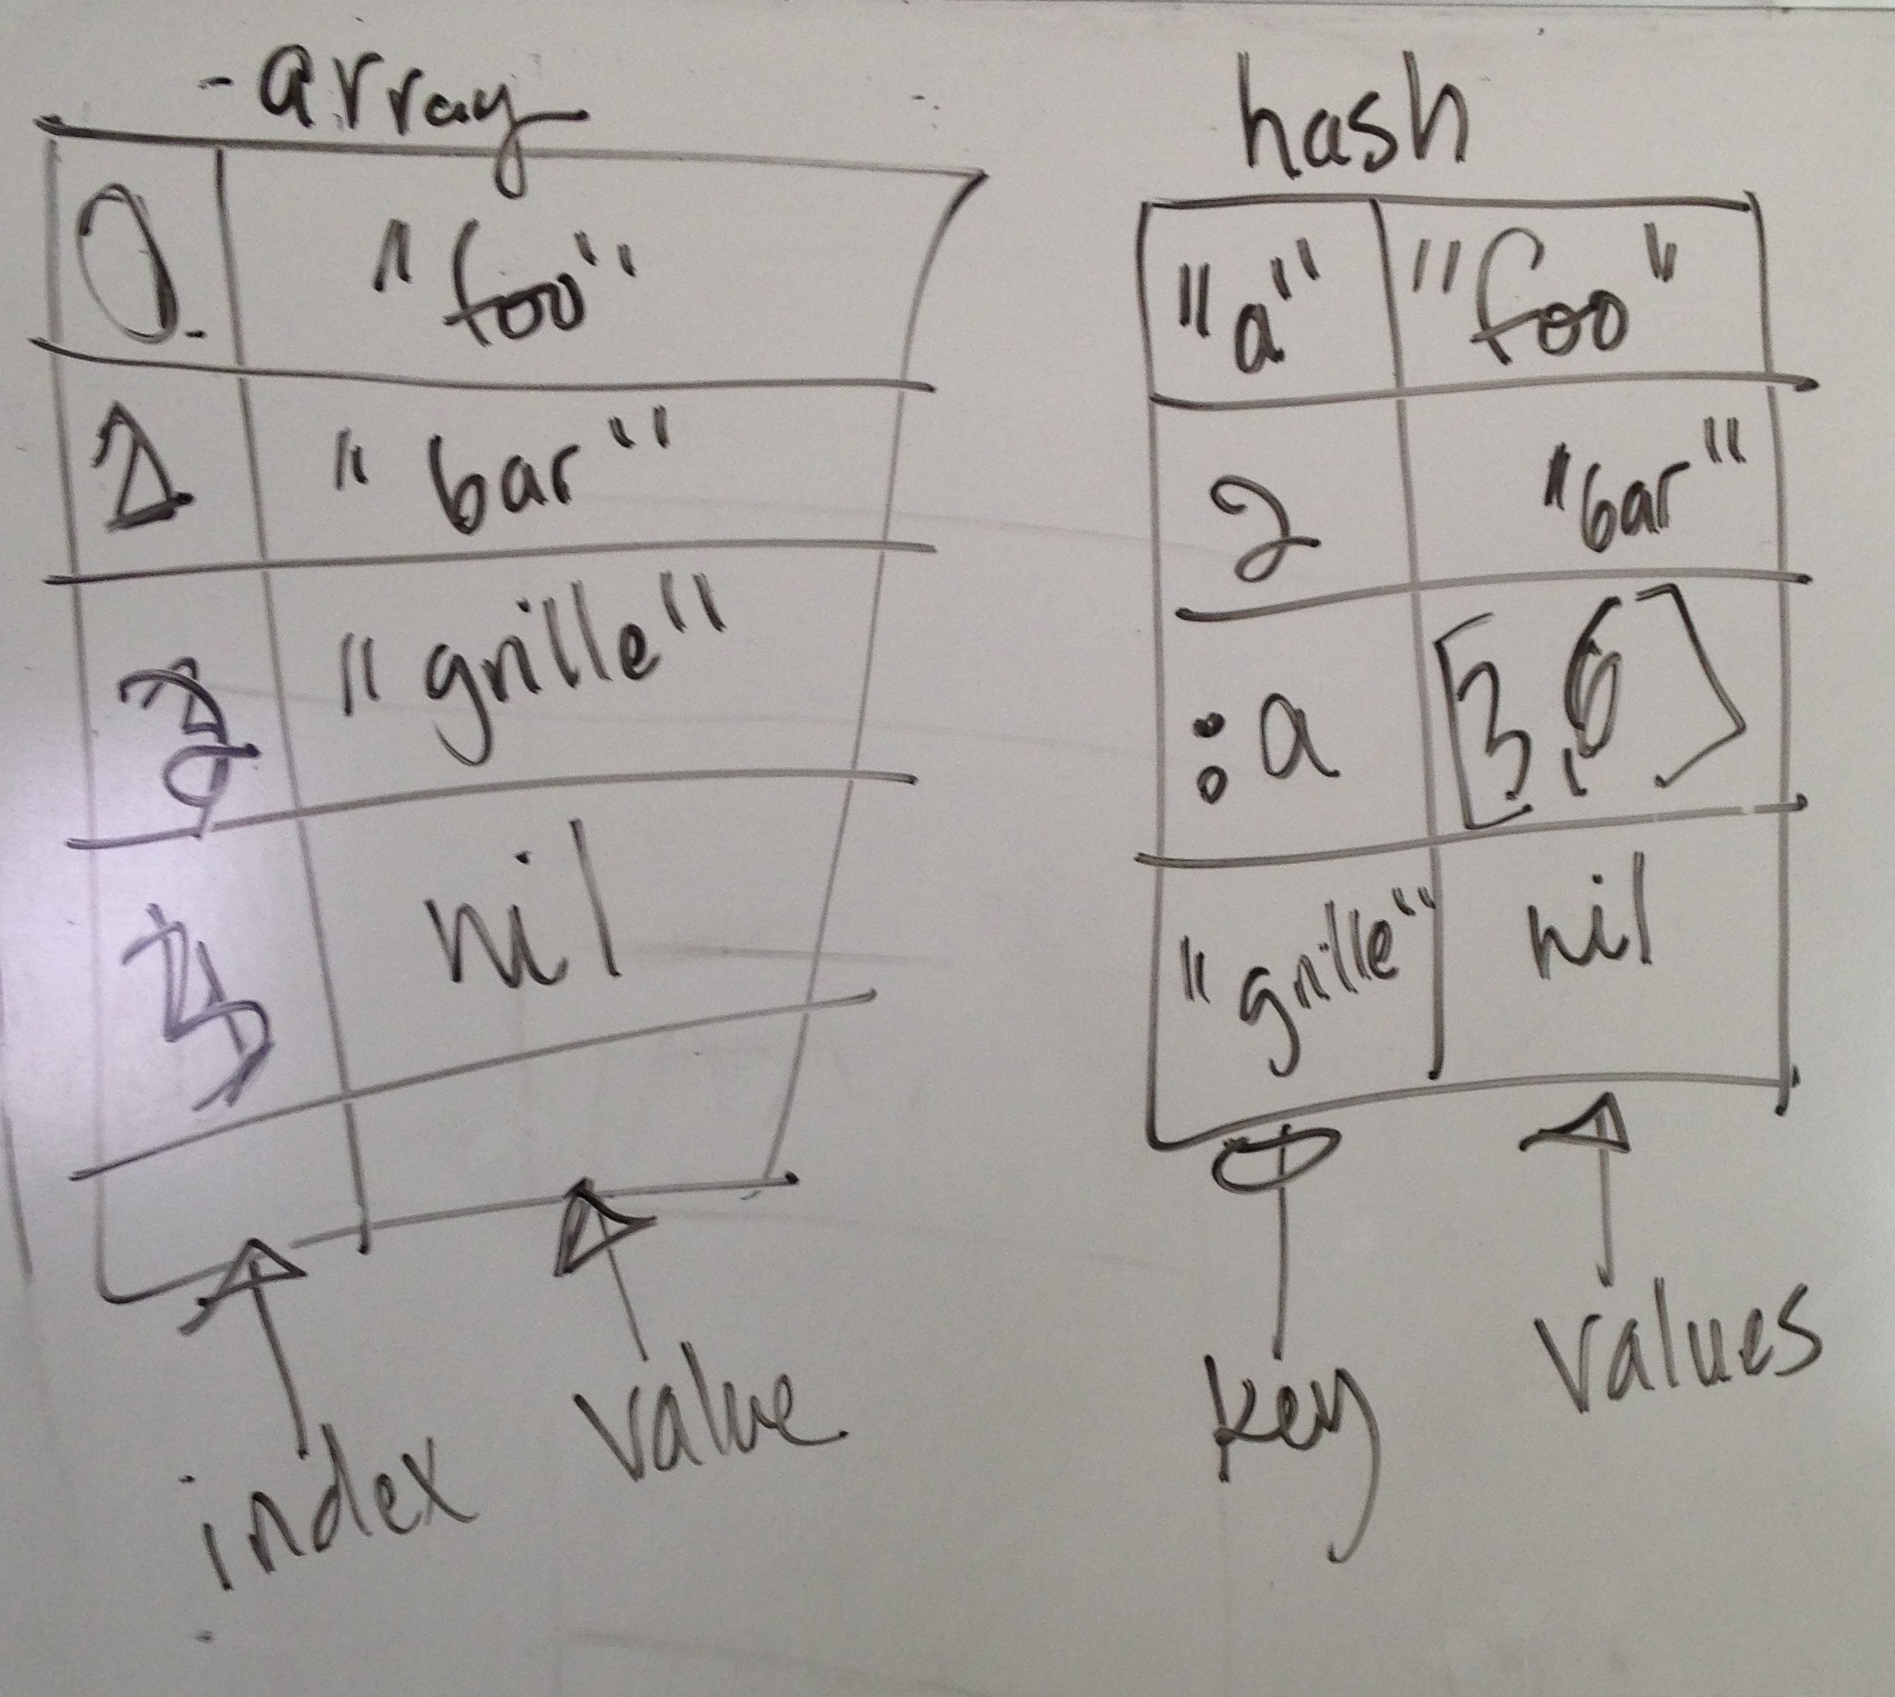 - array
0 "foo"
1 "bar"
2 "grille"
3 nil
index value
hash
"a" "foo"
2 "bar"
:a [3,6]
"grille" nil
key values